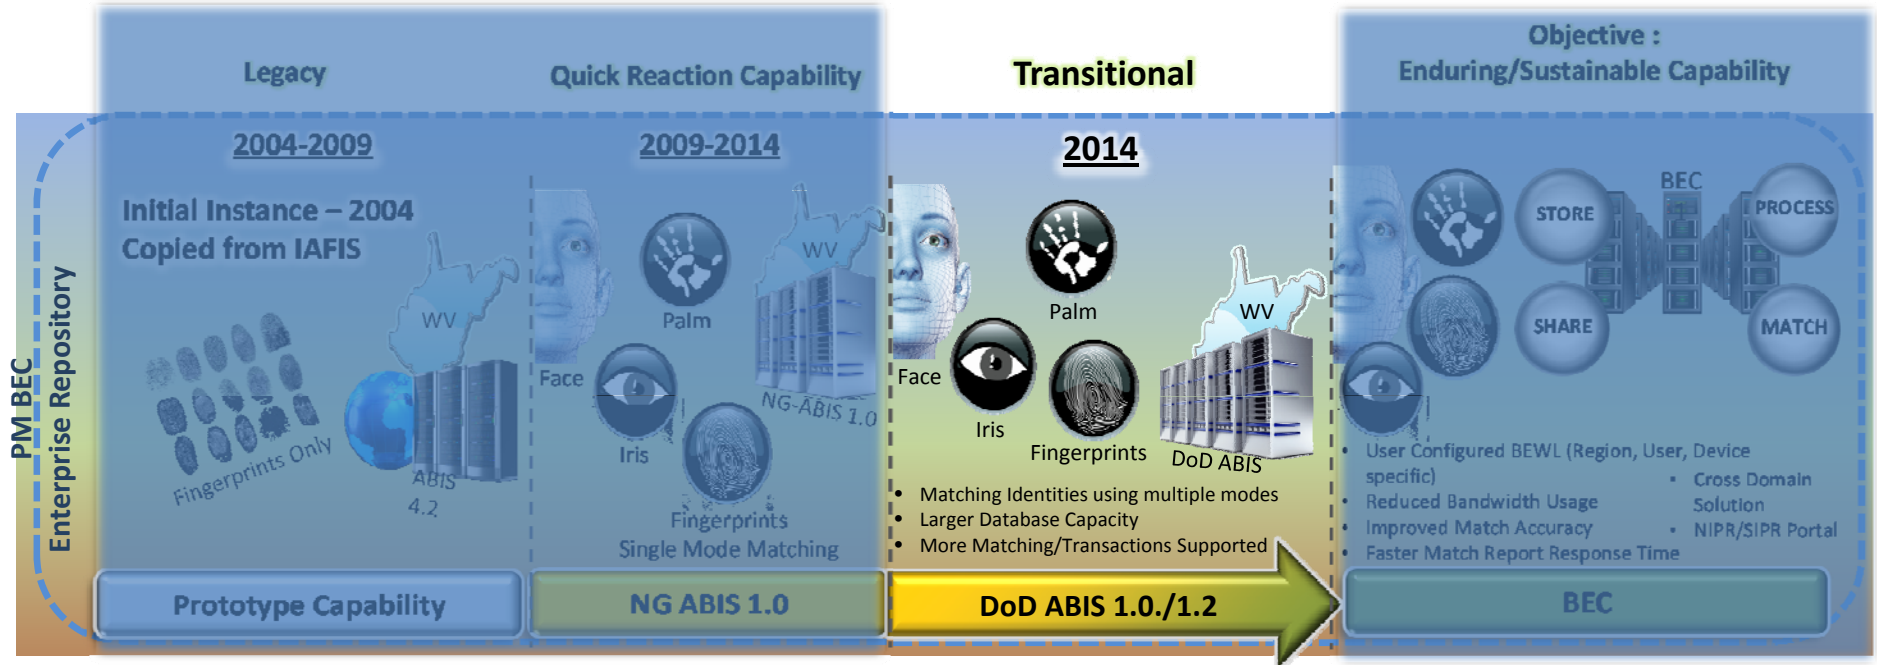 PM BEC
Enterprise Repository
Legacy
2004-2009
Initial Instance – 2004
Copied from IAFIS
WV
Fingerprints Only
ABIS
4.2
Prototype Capability
Quick Reaction Capability
2009-2014
WV
Palm
Face
NG-ABIS 1.0
Iris
Fingerprints
Single Mode Matching
NG ABIS 1.0
Transitional
2014
WV
Palm
Face
Iris
Fingerprints
DoD ABIS
• Matching Identities using multiple modes
• Larger Database Capacity
• More Matching/Transactions Supported
DoD ABIS 1.0./1.2
Objective :
Enduring/Sustainable Capability
BEC
STORE
PROCESS
SHARE
MATCH
• User Configured BEWL (Region, User, Device
specific)
• Reduced Bandwidth Usage
• Improved Match Accuracy
• Faster Match Report Response Time
▪ Cross Domain
Solution
▪ NIPR/SIPR Portal
BEC